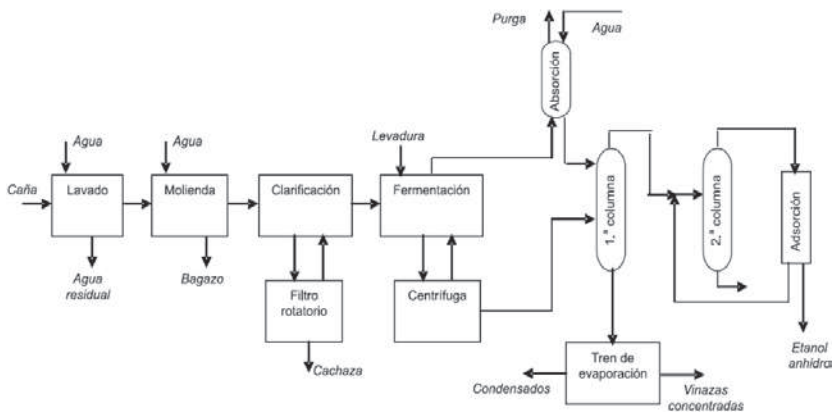 Purga
Agua
Absorción
Levadura
Agua
Agua
Caña
Lavado
Molienda
Clarificación
Fermentación
1.ª columna
2.ª columna
Adsorción
Agua
residual
Bagazo
Filtro
rotatorio
Centrífuga
Cachaza
Tren de
evaporación
Condensados
Vinazas
concentradas
Etanol
anhidro